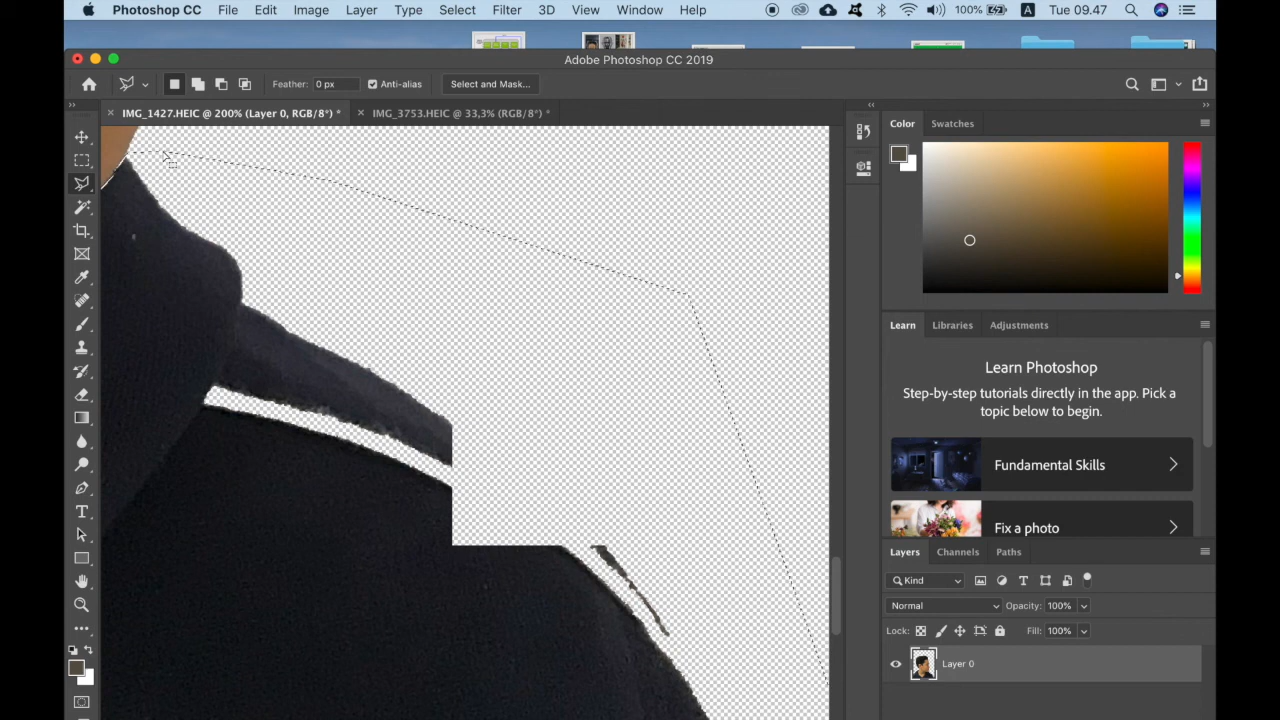 Photoshop CC File Edit Image Layer Type Select Filter 3D View Window Help 100% A Tue 09.47
Adobe Photoshop CC 2019
Feather: 0 px Anti-alias Select and Mask...
IMG_1427.HEIC @ 200% (Layer 0, RGB/8*) * IMG_3753.HEIC @ 33,3% (RGB/8*) *
Color Swatches
Learn Libraries Adjustments
Learn Photoshop
Step-by-step tutorials directly in the app. Pick a
topic below to begin.
Fundamental Skills
Fix a photo
Layers Channels Paths
Kind
Normal Opacity: 100%
Lock: Fill: 100%
Layer 0